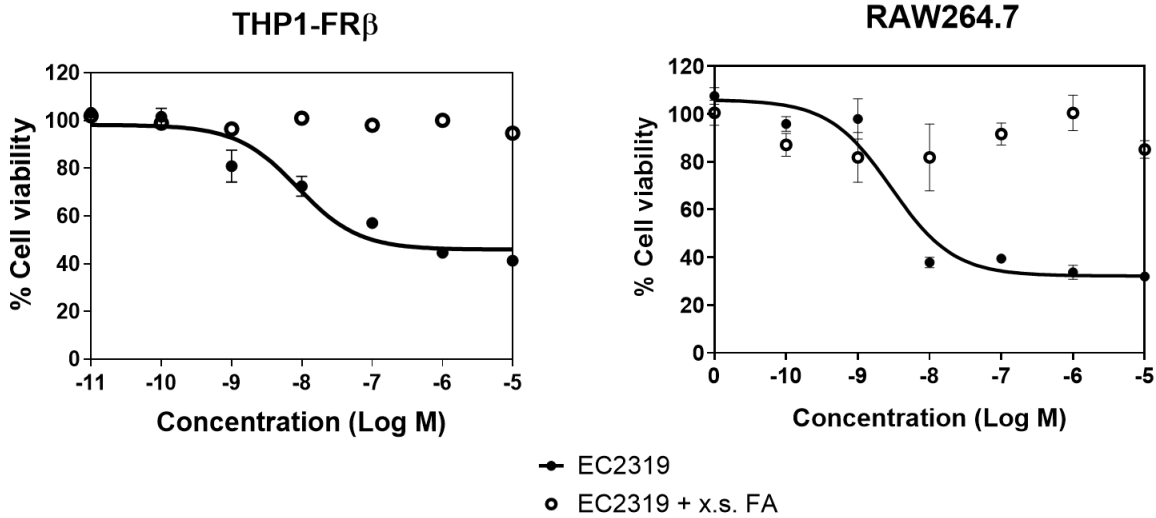 THP1-FRβ
120
100
80
60
40
20
0
-11 -10 -9 -8 -7 -6 -5
% Cell viability
Concentration (Log M)
RAW264.7
120
100
80
60
40
20
0
0 -10 -9 -8 -7 -6 -5
% Cell viability
Concentration (Log M)
EC2319
EC2319 + x.s. FA